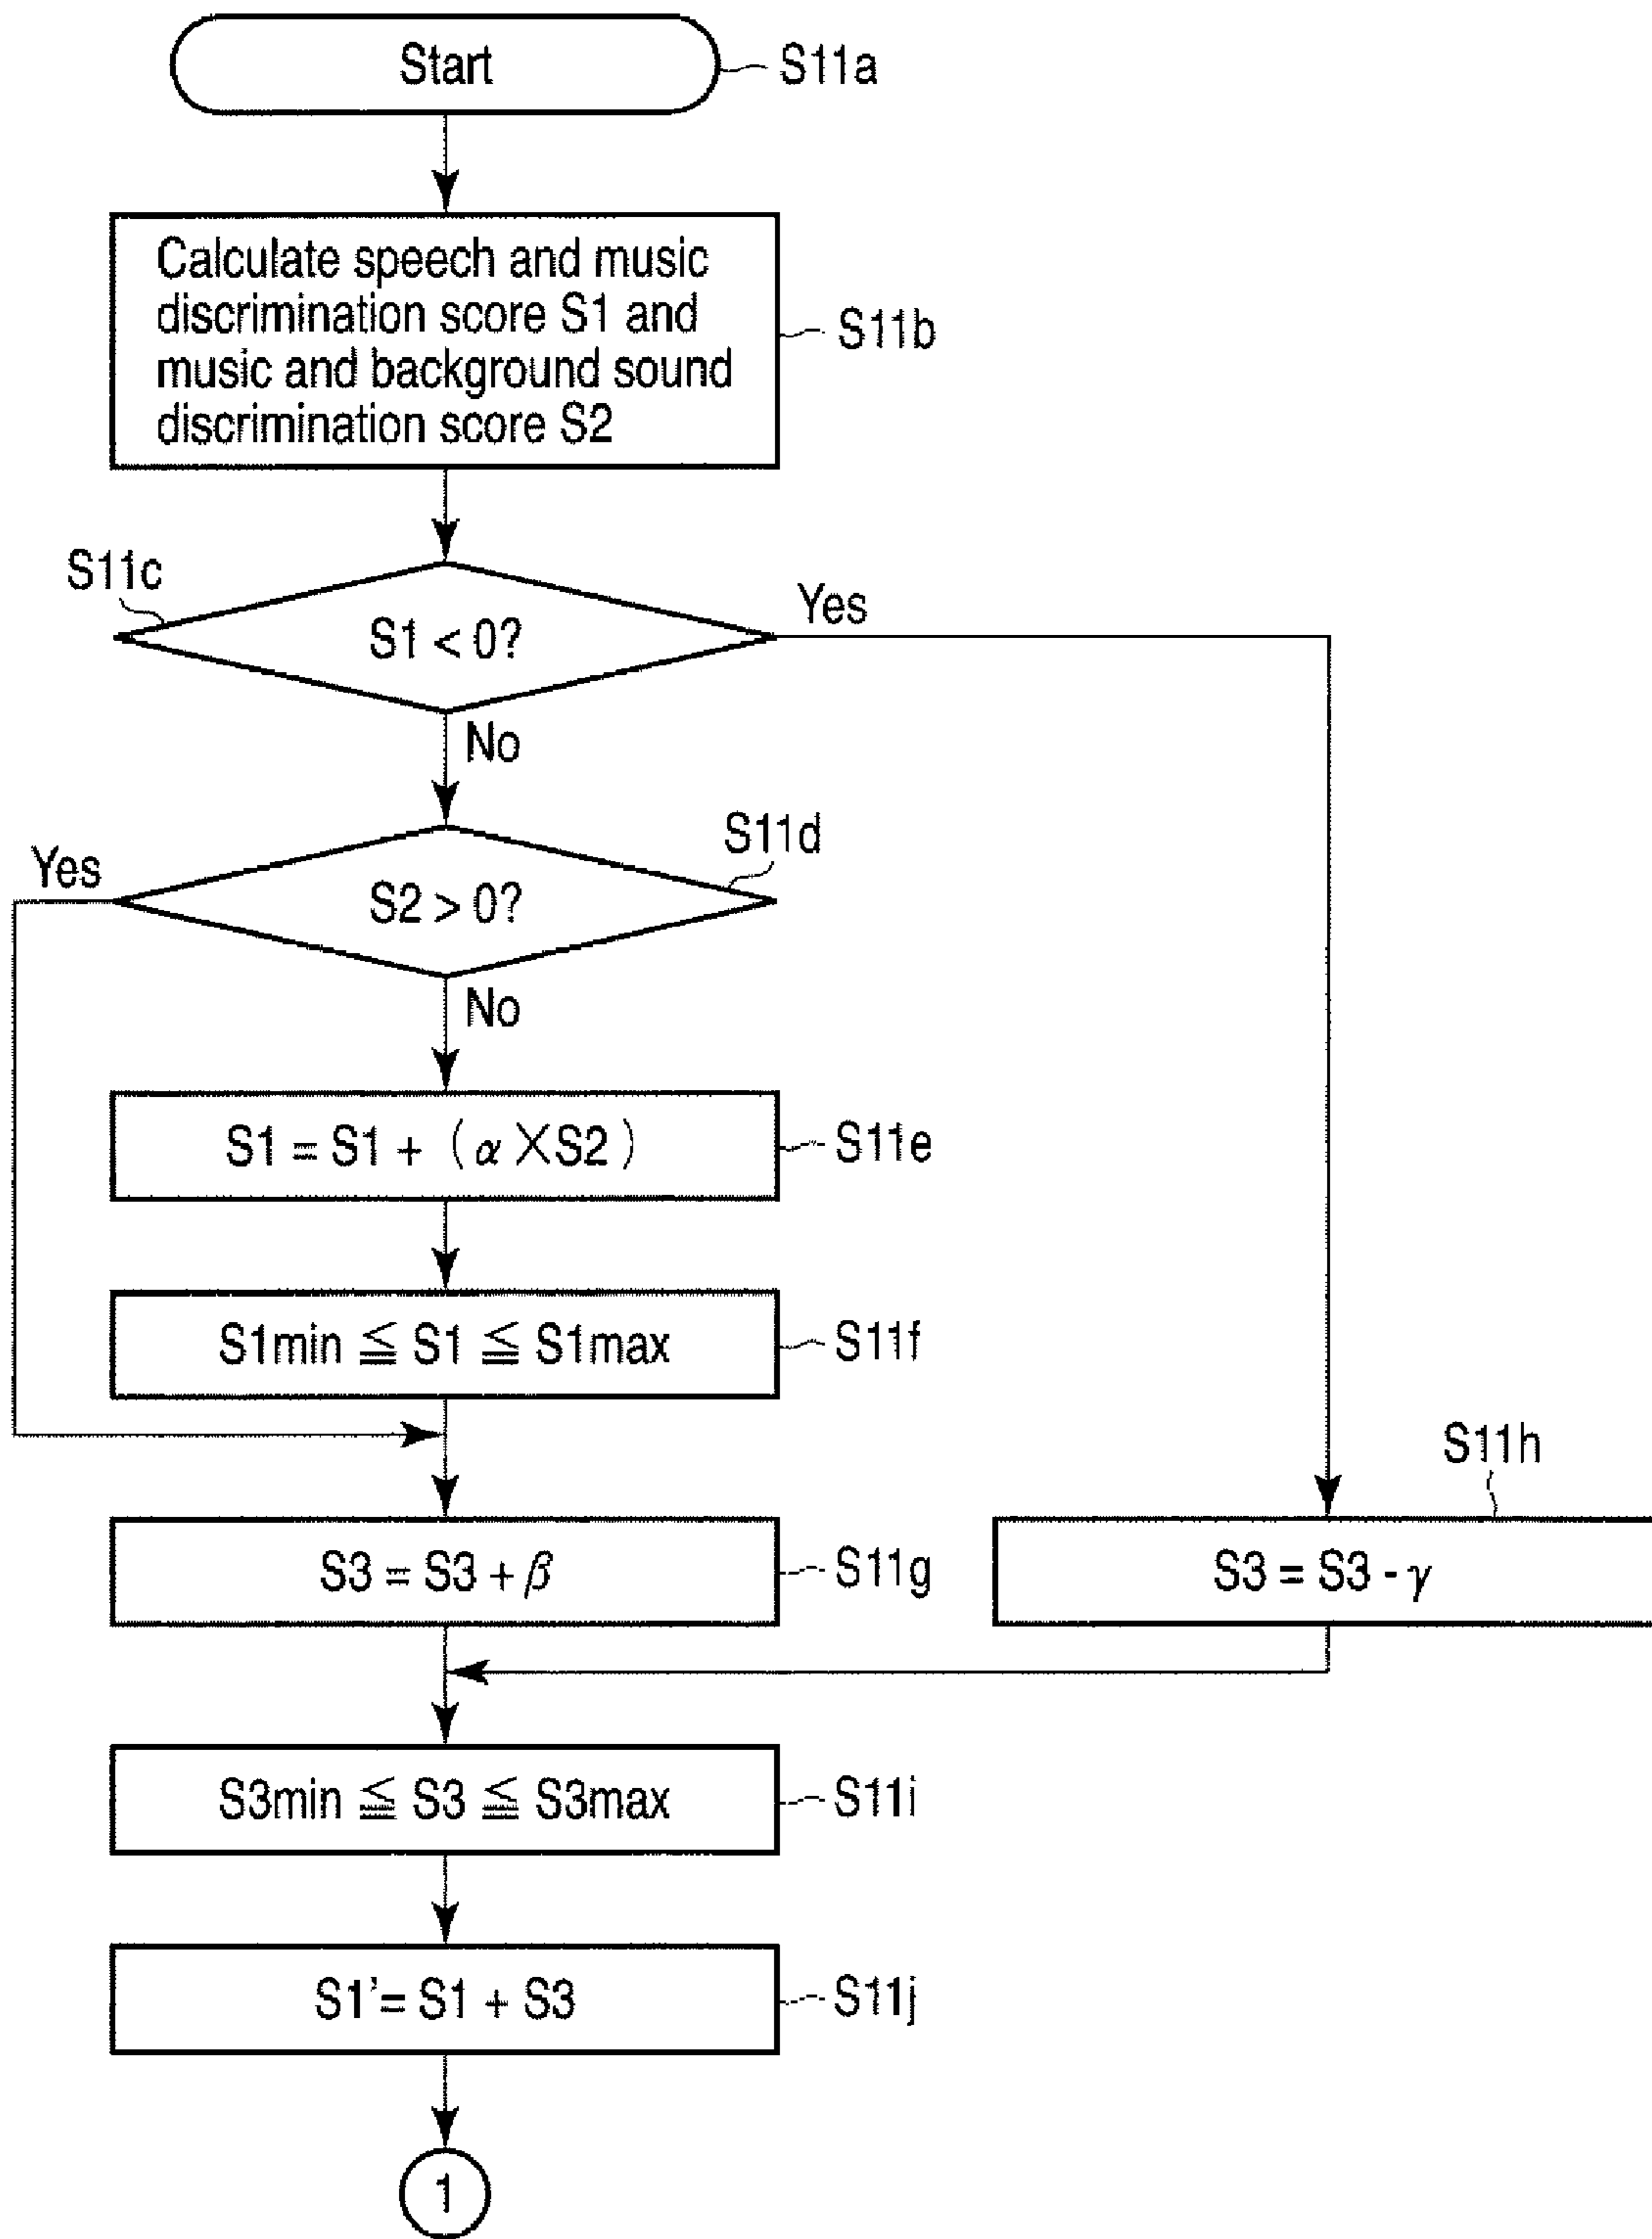 Start
S11a
Calculate speech and music
discrimination score S1 and
music and background sound
discrimination score S2
S11b
S11c
S1 < 0?
Yes
No
S11d
Yes
S2 > 0?
No
S1 = S1 + (α×S2)
S11e
S1min ≦ S1 ≦ S1max
S11f
S11h
S3 = S3 + β
S11g
S3 = S3 - γ
S3min ≦ S3 ≦ S3max
S11i
S1’= S1 + S3
S11j
1